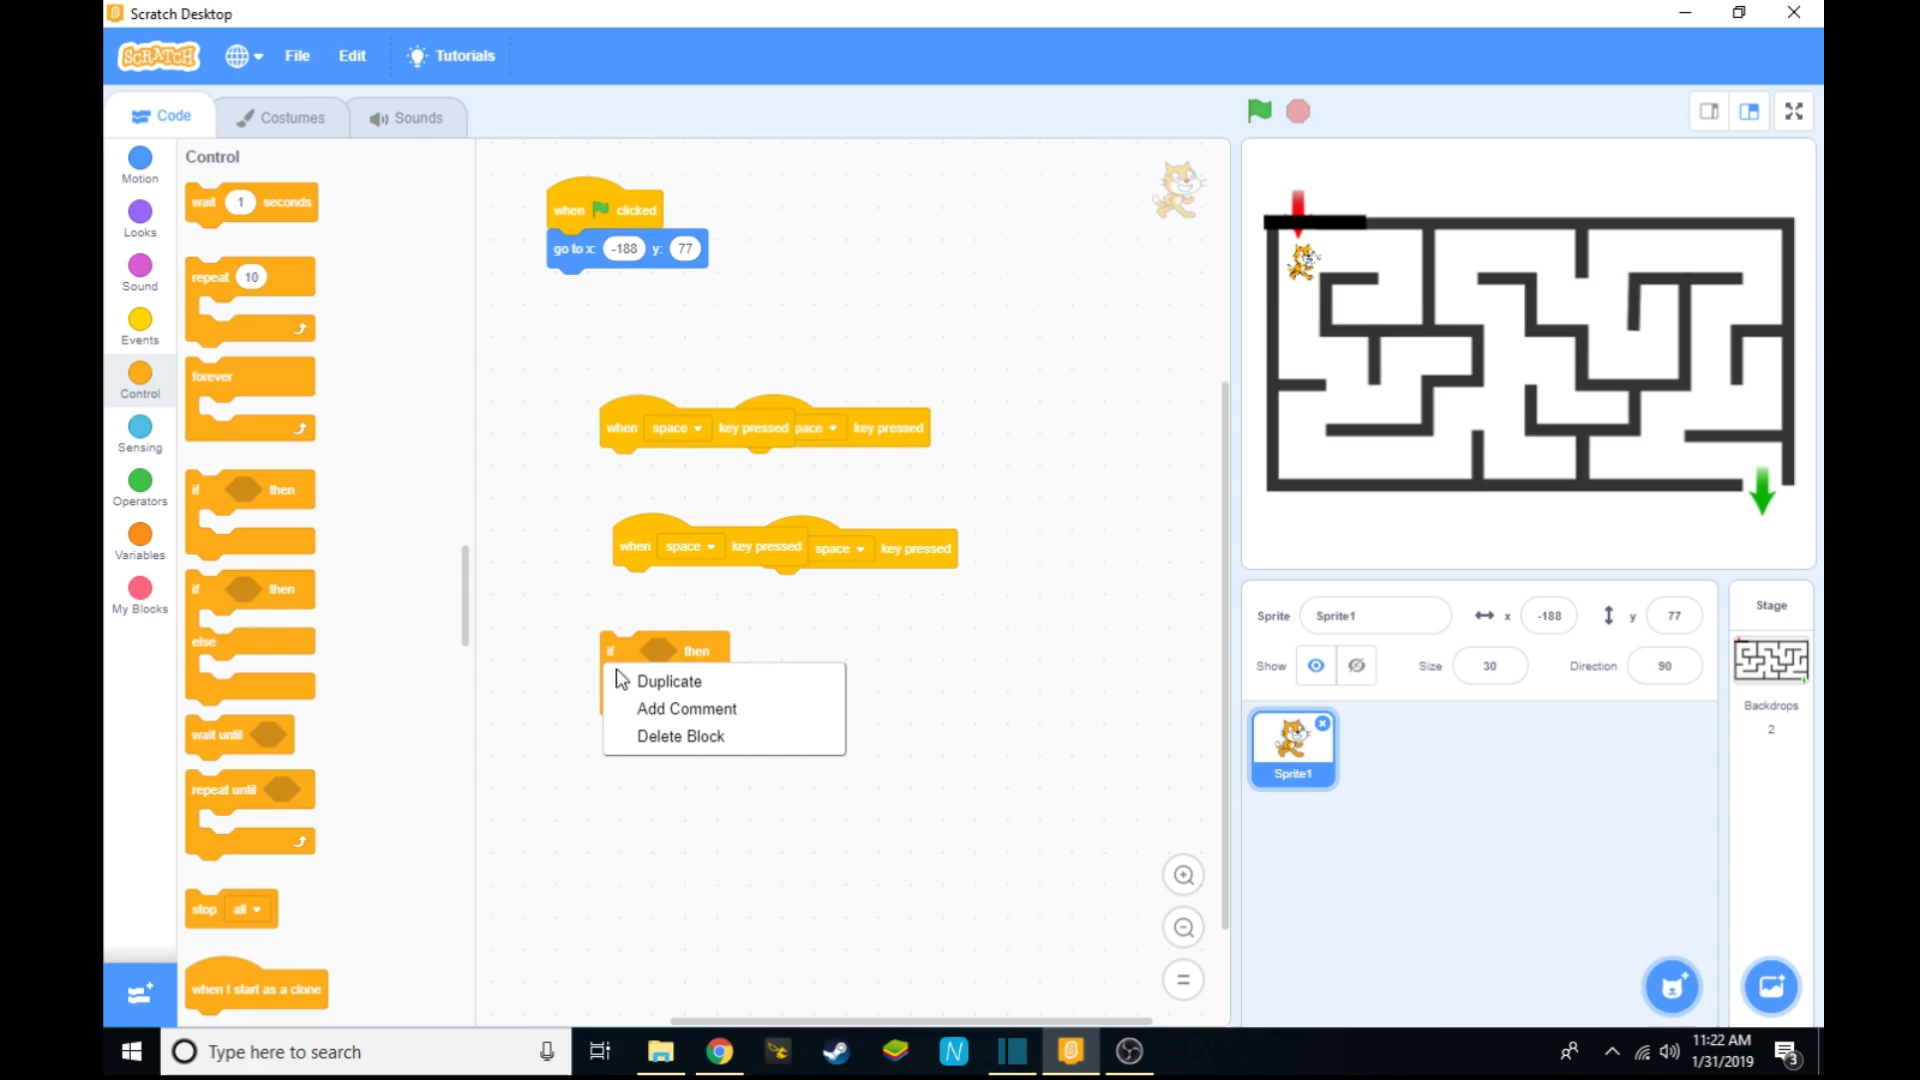 Scratch Desktop
SCRATCH
File
Edit
Tutorials
Code
Costumes
Sounds
Motion
Looks
Sound
Events
Control
Sensing
Operators
Variables
My Blocks
Control
wait 1 seconds
repeat 10
forever
if then
if then
else
wait until
repeat until
stop all
when I start as a clone
when clicked
go to x: -188 y: 77
when space key pressed pace key pressed
when space key pressed space key pressed
if then
Duplicate
Add Comment
Delete Block
Sprite Sprite1 x -188 y 77
Show Size 30 Direction 90
Sprite1
Stage
Backdrops
2
Type here to search
N
11:22 AM
1/31/2019
3